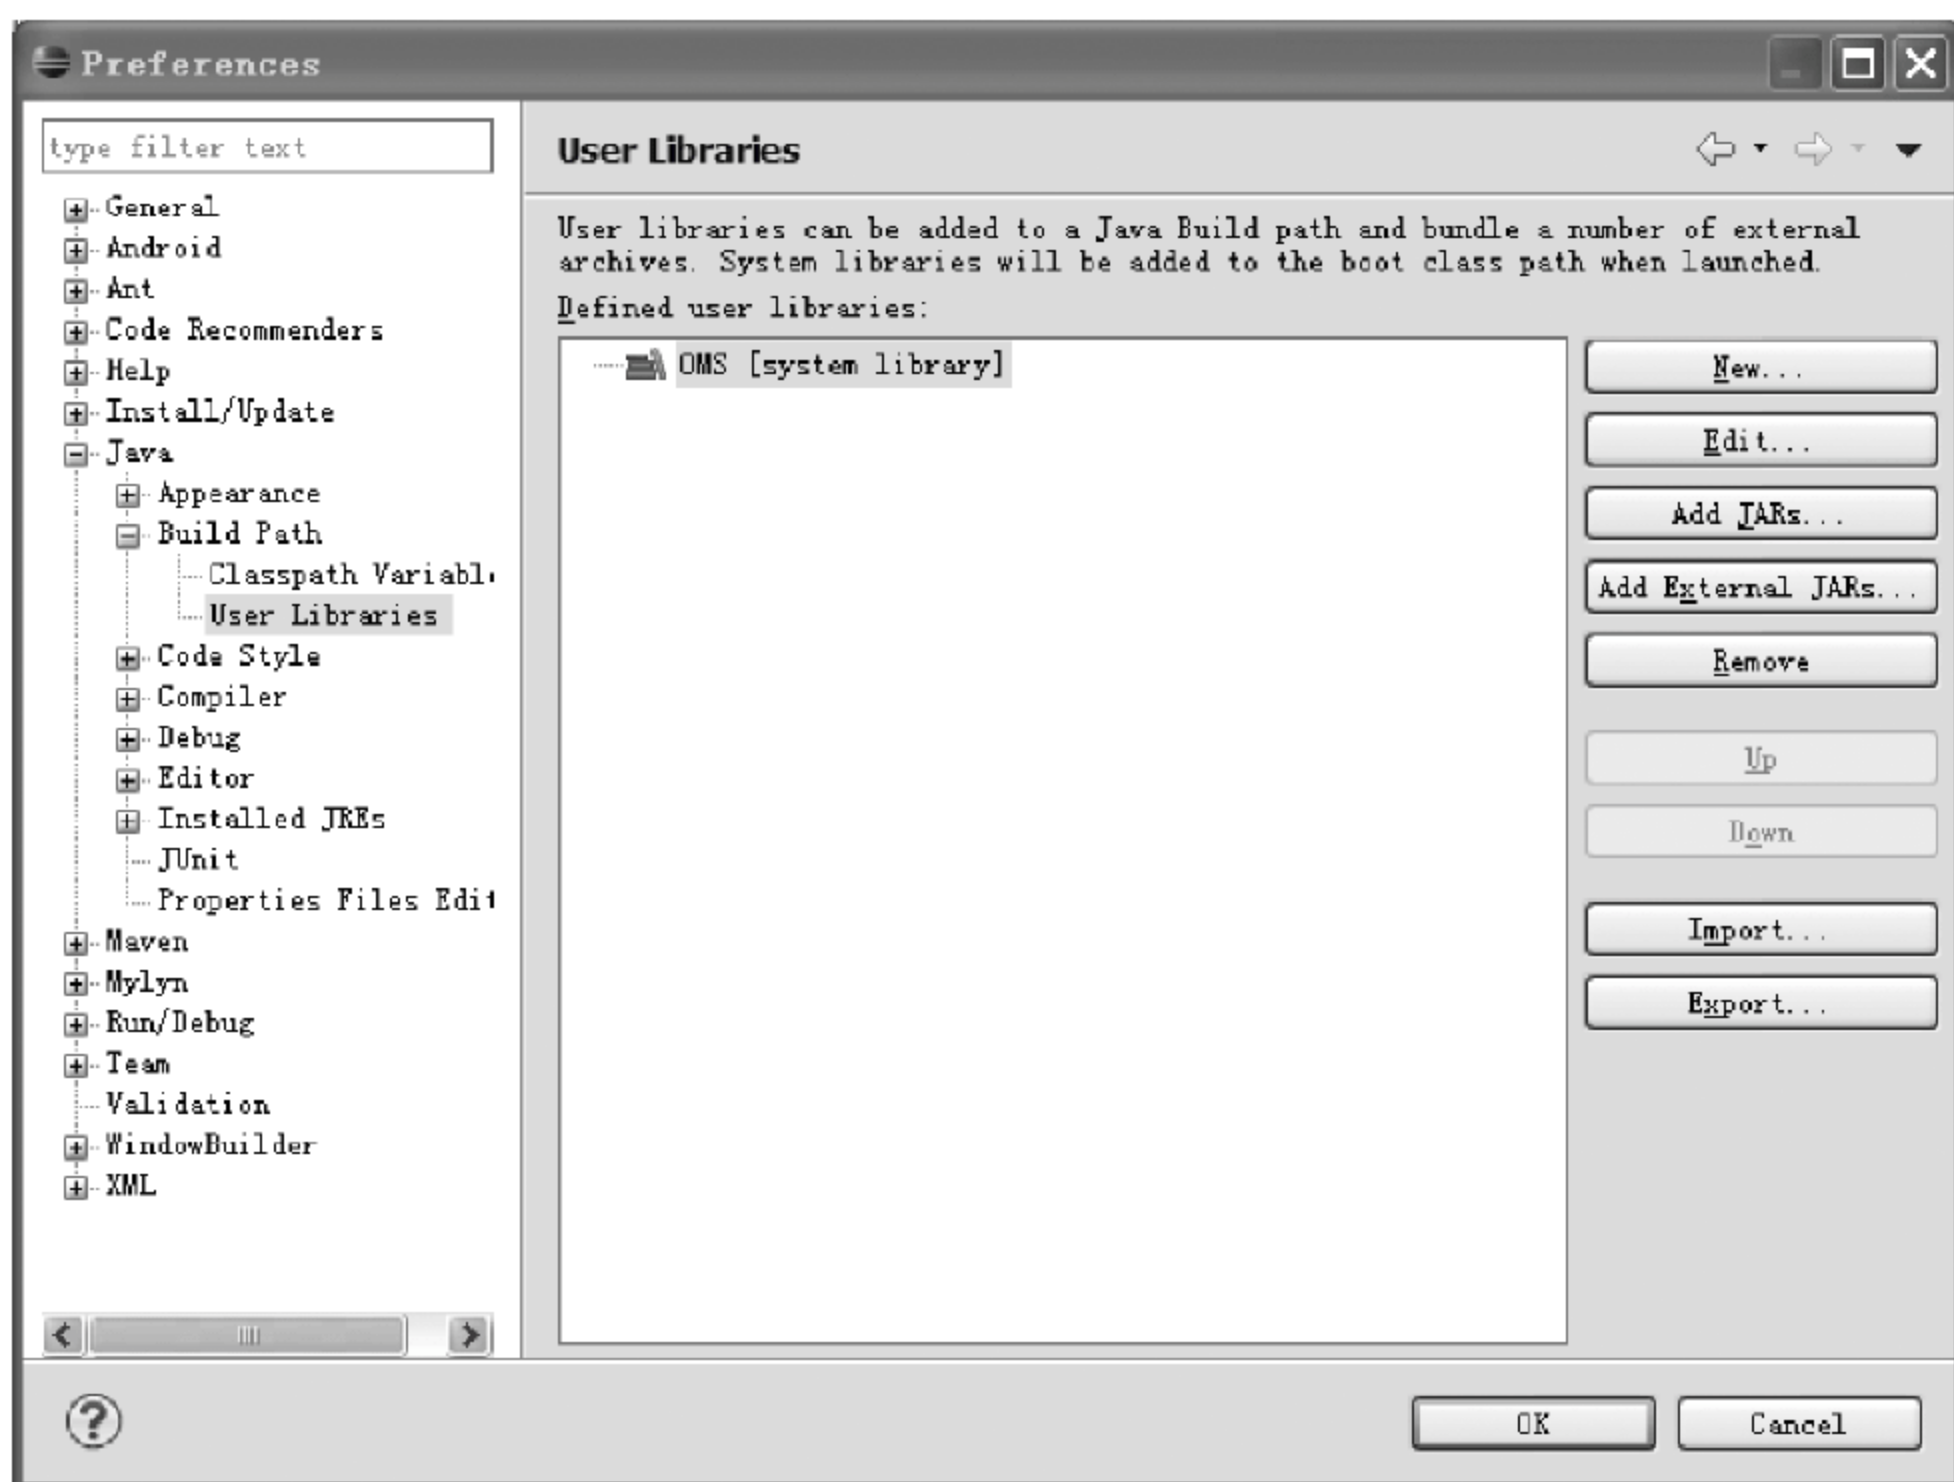 Preferences
type filter text
General
Android
Ant
Code Recommenders
Help
Install/Update
Java
Appearance
Build Path
Classpath Variabl
User Libraries
Code Style
Compiler
Debug
Editor
Installed JREs
JUnit
Properties Files Edit
Maven
Mylyn
Run/Debug
Team
Validation
WindowBuilder
XML
User Libraries
User libraries can be added to a Java Build path and bundle a number of external
archives. System libraries will be added to the boot class path when launched.
Defined user libraries:
OMS [system library]
New...
Edit...
Add JARs...
Add External JARs...
Remove
Up
Down
Import...
Export...
OK
Cancel